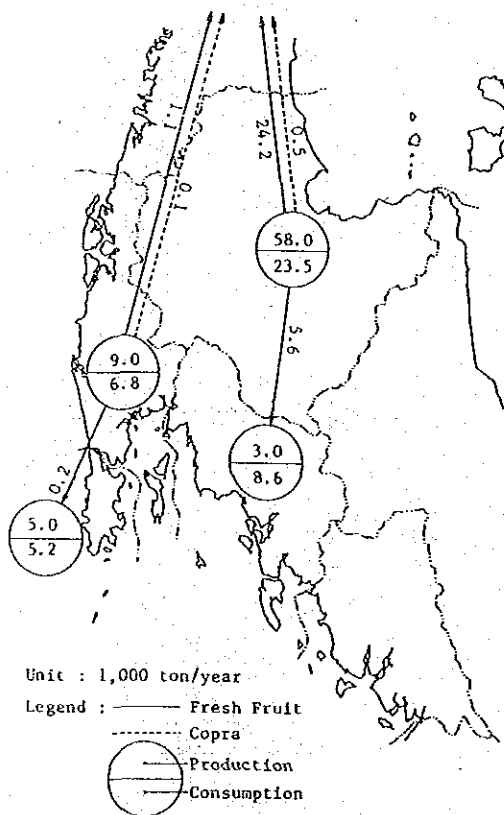 1.1
0.1
24.2
0.5
58.0
23.5
5.6
9.0
6.8
3.0
8.6
0.2
5.0
5.2
Unit : 1,000 ton/year
Legend : Fresh Fruit
Copra
Production
Consumption